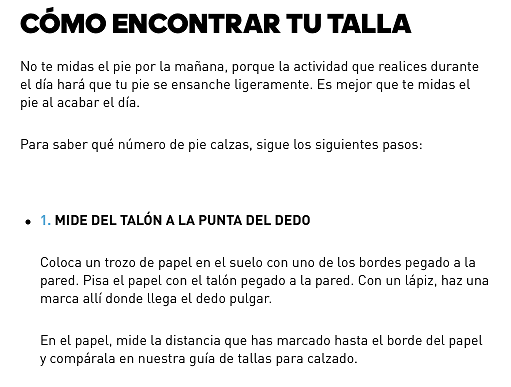 CÓMO ENCONTRAR TU TALLA
No te midas el pie por la mañana, porque la actividad que realices durante
el día hará que tu pie se ensanche ligeramente. Es mejor que te midas el
pie al acabar el día.
Para saber qué número de pie calzas, sigue los siguientes pasos:
• 1. MIDE DEL TALÓN A LA PUNTA DEL DEDO
Coloca un trozo de papel en el suelo con uno de los bordes pegado a la
pared. Pisa el papel con el talón pegado a la pared. Con un lápiz, haz una
marca allí donde llega el dedo pulgar.
En el papel, mide la distancia que has marcado hasta el borde del papel
y compárala en nuestra guía de tallas para calzado.